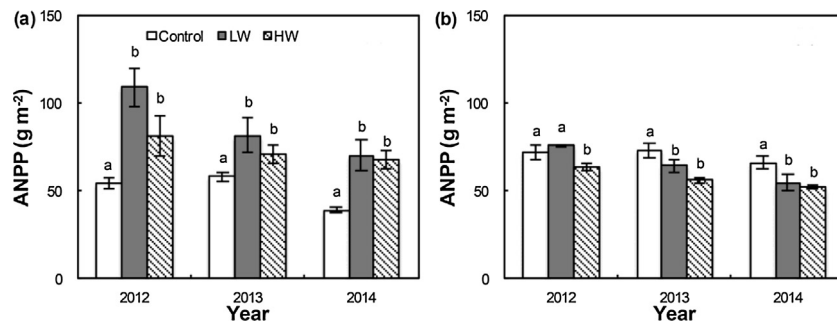 (a)
150
Control LW HW
b
b
b
b
b
b
a
a
a
100
50
0
ANPP (g m-2)
2012 2013 2014
Year
(b)
150
a a b
a b b
a b b
100
50
0
ANPP (g m-2)
2012 2013 2014
Year